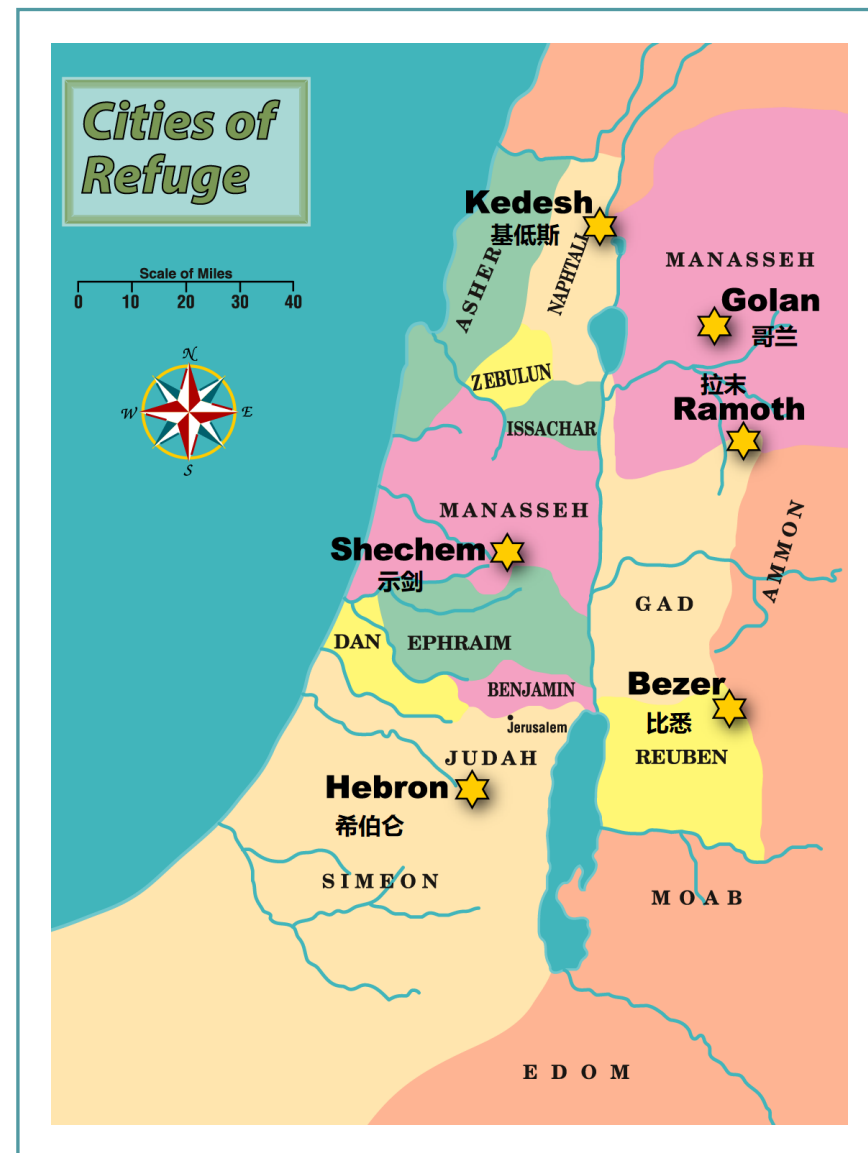 Cities of
Refuge
Scale of Miles
0 10 20 30 40
N
W E
S
Kedesh
基低斯
ASHER
NAPHTALI
MANASSEH
Golan
哥兰
ZEBULUN
拉末
Ramoth
ISSACHAR
MANASSEH
Shechem
示剑
AMMON
GAD
DAN
EPHRAIM
BENJAMIN
Bezer
比悉
Jerusalem
JUDAH
REUBEN
Hebron
希伯仑
SIMEON
MOAB
EDOM